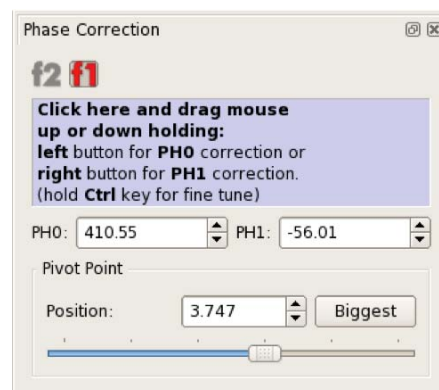 Phase Correction
f2 f1
Click here and drag mouse
up or down holding:
left button for PH0 correction or
right button for PH1 correction.
(hold Ctrl key for fine tune)
PH0: 410.55 PH1: -56.01
Pivot Point
Position: 3.747 Biggest